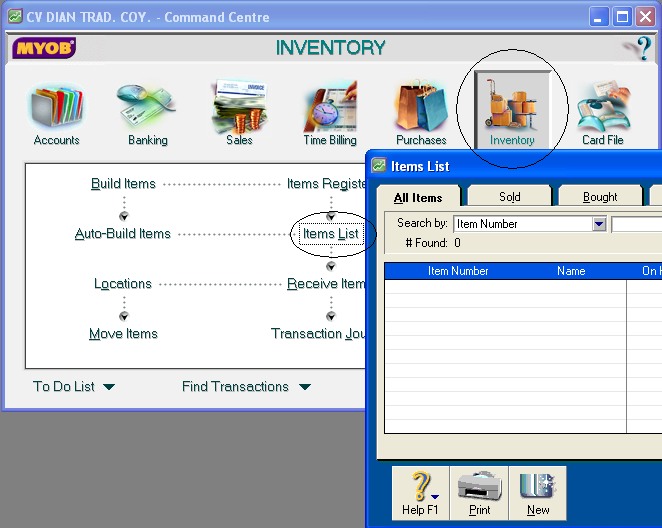 CV DIAN TRAD. COY. - Command Centre
MYOB
INVENTORY
Accounts
Banking
Sales
Time Billing
Purchases
Inventory
Card File
Build Items
Items Registe
Auto-Build Items
Items List
Locations
Receive Item
Move Items
Transaction Jou
To Do List
Find Transactions
Items List
All Items
Sold
Bought
Search by:
Item Number
# Found: 0
Item Number
Name
On H
Help F1
Print
New